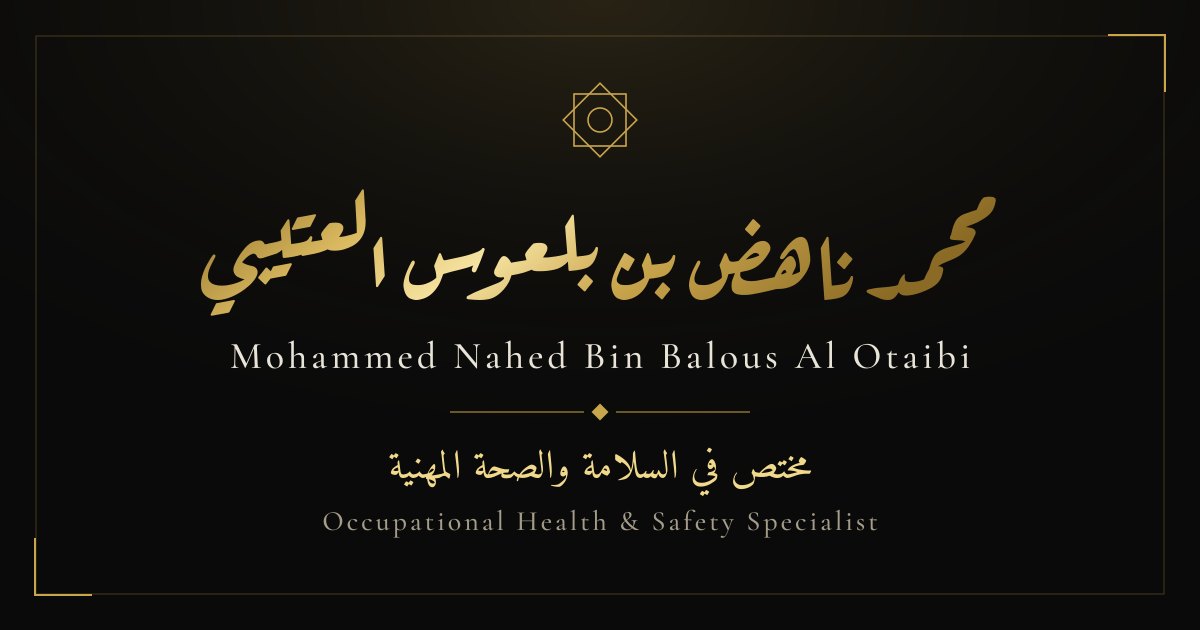 محمد ناهض بن بلعوس العتيبي
Mohammed Nahed Bin Balous Al Otaibi
مختص في السلامة والصحة المهنية
Occupational Health & Safety Specialist